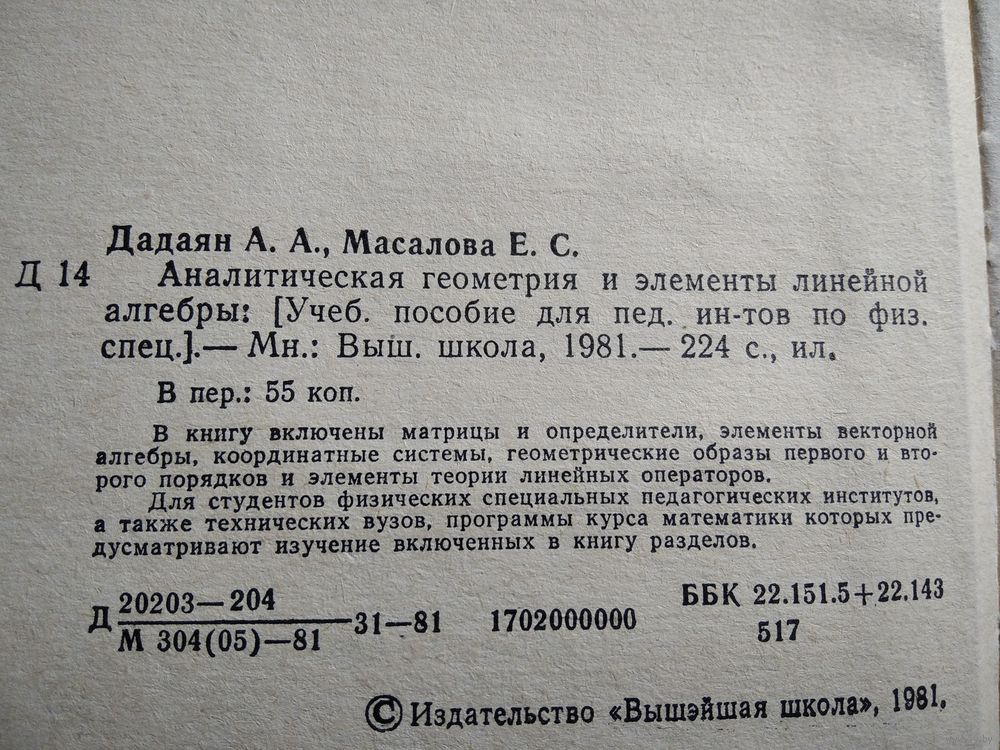 Дадаян А. А., Масалова Е. С.
Д 14 Аналитическая геометрия и элементы линейной
алгебры: [Учеб. пособие для пед. ин-тов по физ.
спец.].— Мн.: Выш. школа, 1981.— 224 с., ил.
В пер.: 55 коп.
В книгу включены матрицы и определители, элементы векторной
алгебры, координатные системы, геометрические образы первого и вто-
рого порядков и элементы теории линейных операторов.
Для студентов физических специальных педагогических институтов,
а также технических вузов, программы курса математики которых пре-
дусматривают изучение включенных в книгу разделов.
Д 20203—204
М 304(05)—81 31—81 1702000000
ББК 22.151.5+22.143
517
© Издательство «Вышэйшая школа», 1981.